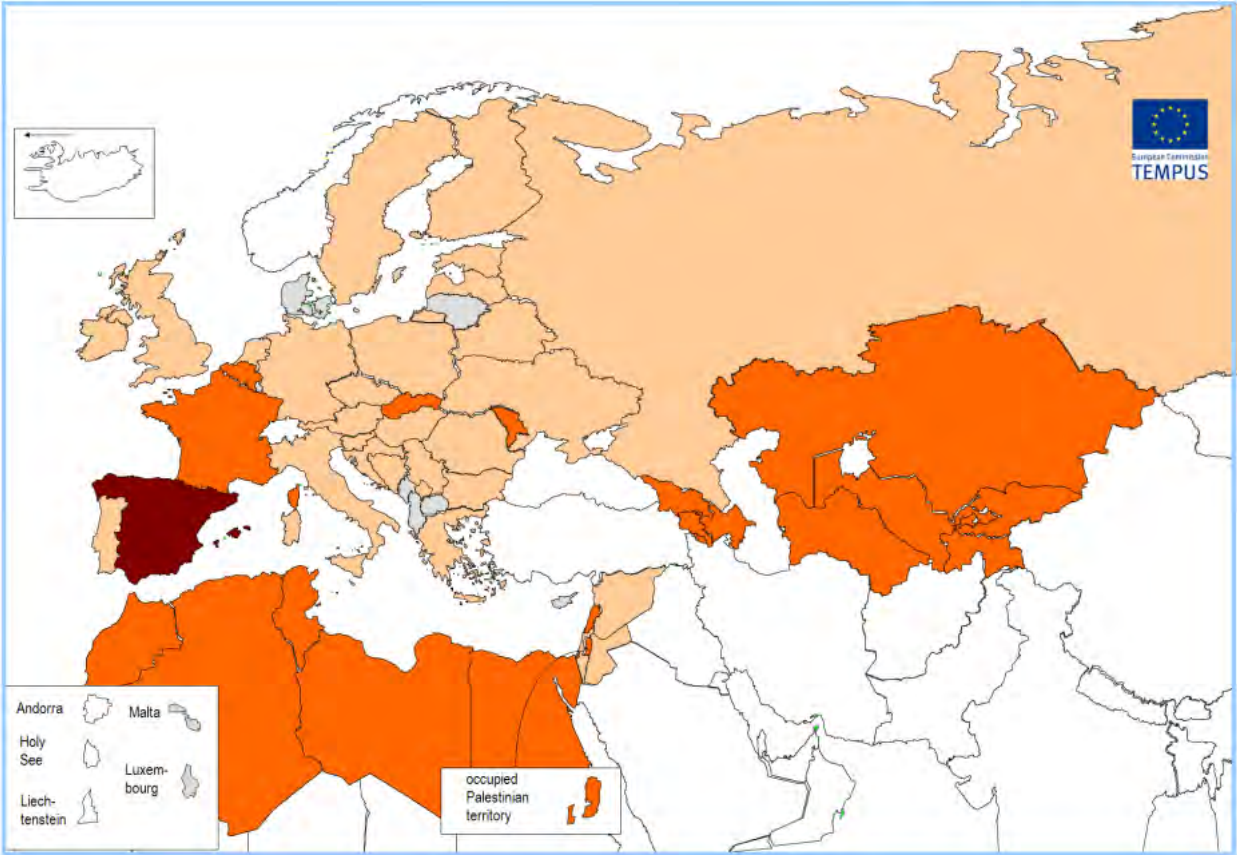 European Commission
TEMPUS
Andorra
Malta
Holy
See
Luxem-
bourg
Liech-
tenstein
occupied
Palestinian
territory